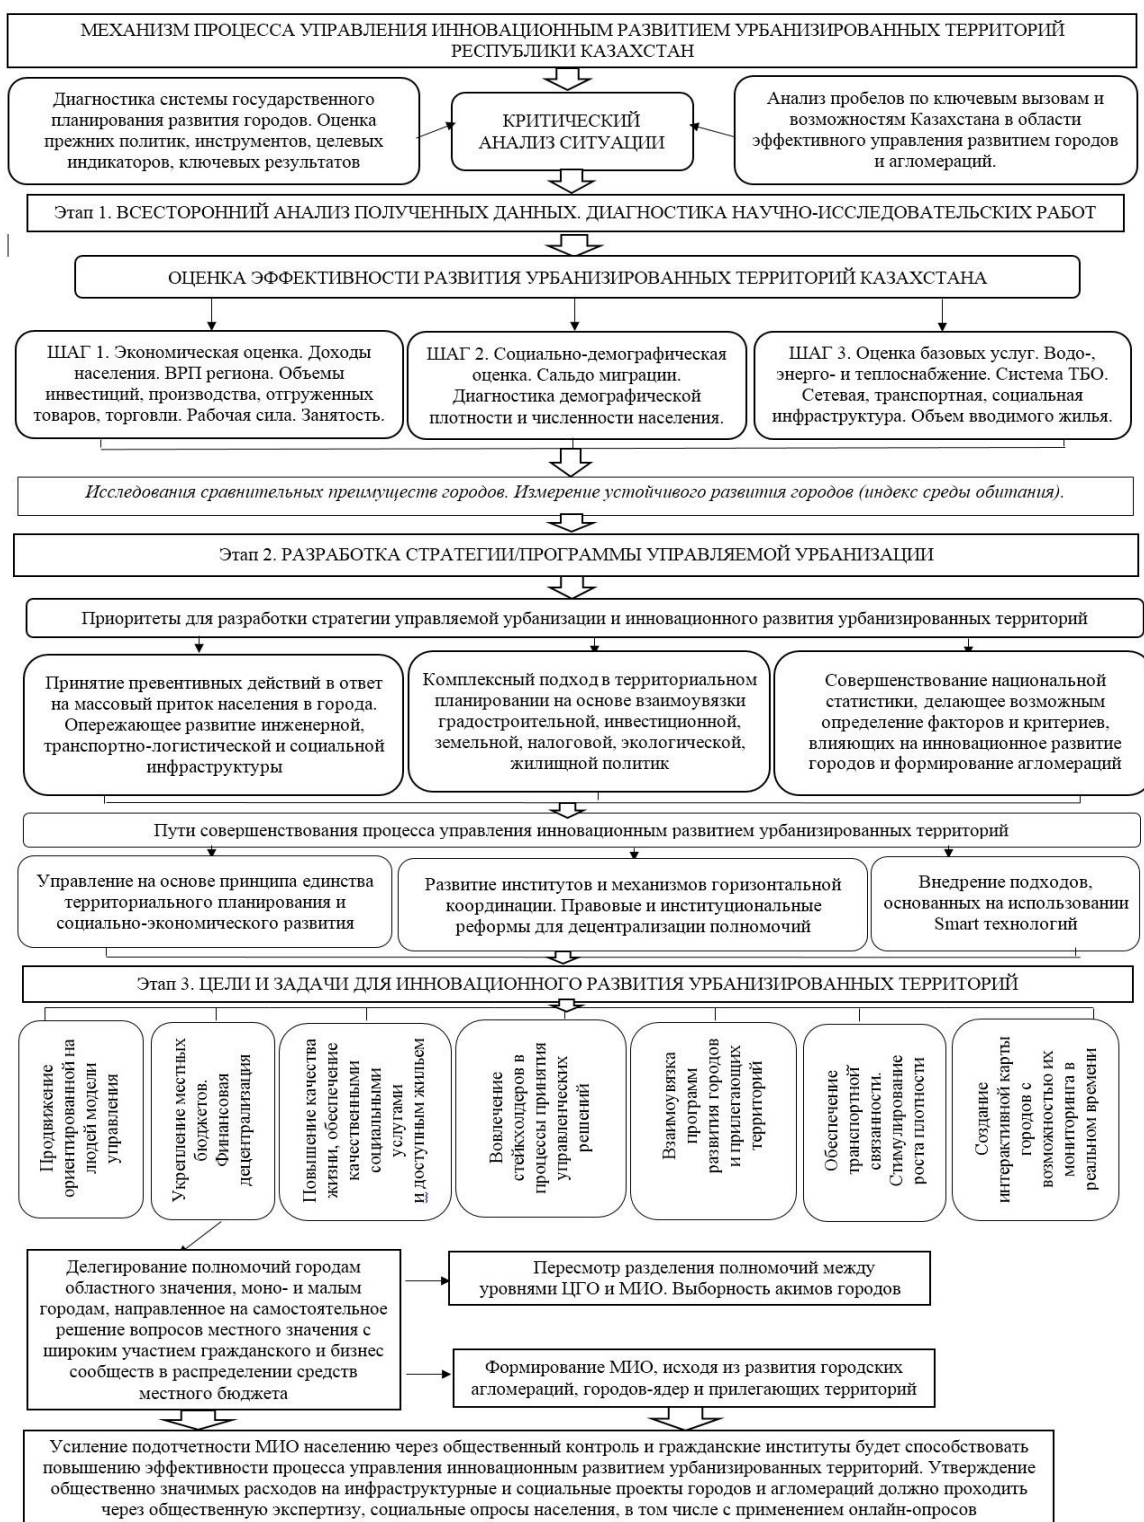 МЕХАНИЗМ ПРОЦЕССА УПРАВЛЕНИЯ ИННОВАЦИОННЫМ РАЗВИТИЕМ УРБАНИЗИРОВАННЫХ ТЕРРИТОРИЙ
РЕСПУБЛИКИ КАЗАХСТАН
Диагностика системы государственного
планирования развития городов. Оценка
прежних политик, инструментов, целевых
индикаторов, ключевых результатов
КРИТИЧЕСКИЙ
АНАЛИЗ СИТУАЦИИ
Анализ пробелов по ключевым вызовам и
возможностям Казахстана в области
эффективного управления развитием городов
и агломераций.
Этап 1. ВСЕСТОРОННИЙ АНАЛИЗ ПОЛУЧЕННЫХ ДАННЫХ. ДИАГНОСТИКА НАУЧНО-ИССЛЕДОВАТЕЛЬСКИХ РАБОТ
ОЦЕНКА ЭФФЕКТИВНОСТИ РАЗВИТИЯ УРБАНИЗИРОВАННЫХ ТЕРРИТОРИЙ КАЗАХСТАНА
ШАГ 1. Экономическая оценка. Доходы
населения. ВРП региона. Объемы
инвестиций, производства, отгруженных
товаров, торговли. Рабочая сила. Занятость.
ШАГ 2. Социально-демографическая
оценка. Сальдо миграции.
Диагностика демографической
плотности и численности населения.
ШАГ 3. Оценка базовых услуг. Водо-,
энерго- и теплоснабжение. Система ТБО.
Сетевая, транспортная, социальная
инфраструктура. Объем вводимого жилья.
Исследования сравнительных преимуществ городов. Измерение устойчивого развития городов (индекс среды обитания).
Этап 2. РАЗРАБОТКА СТРАТЕГИИ/ПРОГРАММЫ УПРАВЛЯЕМОЙ УРБАНИЗАЦИИ
Приоритеты для разработки стратегии управляемой урбанизации и инновационного развития урбанизированных территорий
Принятие превентивных действий в ответ
на массовый приток населения в города.
Опережающее развитие инженерной,
транспортно-логистической и социальной
инфраструктуры
Комплексный подход в территориальном
планировании на основе взаимоувязки
градостроительной, инвестиционной,
земельной, налоговой, экологической,
жилищной политик
Совершенствование национальной
статистики, делающее возможным
определение факторов и критериев,
влияющих на инновационное развитие
городов и формирование агломераций
Пути совершенствования процесса управления инновационным развитием урбанизированных территорий
Управление на основе принципа единства
территориального планирования и
социально-экономического развития
Развитие институтов и механизмов горизонтальной
координации. Правовые и институциональные
реформы для децентрализации полномочий
Внедрение подходов,
основанных на использовании
Smart технологий
Этап 3. ЦЕЛИ И ЗАДАЧИ ДЛЯ ИННОВАЦИОННОГО РАЗВИТИЯ УРБАНИЗИРОВАННЫХ ТЕРРИТОРИЙ
Продвижение
ориентированной на
людей модели
управления
Укрепление местных
бюджетов.
Финансовая
децентрализация
Повышение качества
жизни, обеспечение
качественными
социальными
услугами
и доступным жильем
Вовлечение
стейкхолдеров в
процессы принятия
управленческих
решений
Взаимоувязка
программ
развития городов
и прилегающих
территорий
Обеспечение
транспортной
связанности.
Стимулирование
роста плотности
Создание
интерактивной карты
городов с
возможностью их
мониторинга в
реальном времени
Делегирование полномочий городам
областного значения, моно- и малым
городам, направленное на самостоятельное
решение вопросов местного значения с
широким участием гражданского и бизнес
сообществ в распределении средств
местного бюджета
Пересмотр разделения полномочий между
уровнями ЦГО и МИО. Выборность акимов городов
Формирование МИО, исходя из развития городских
агломераций, городов-ядер и прилегающих территорий
Усиление подотчетности МИО населению через общественный контроль и гражданские институты будет способствовать
повышению эффективности процесса управления инновационным развитием урбанизированных территорий. Утверждение
общественно значимых расходов на инфраструктурные и социальные проекты городов и агломераций должно проходить
через общественную экспертизу, социальные опросы населения, в том числе с применением онлайн-опросов